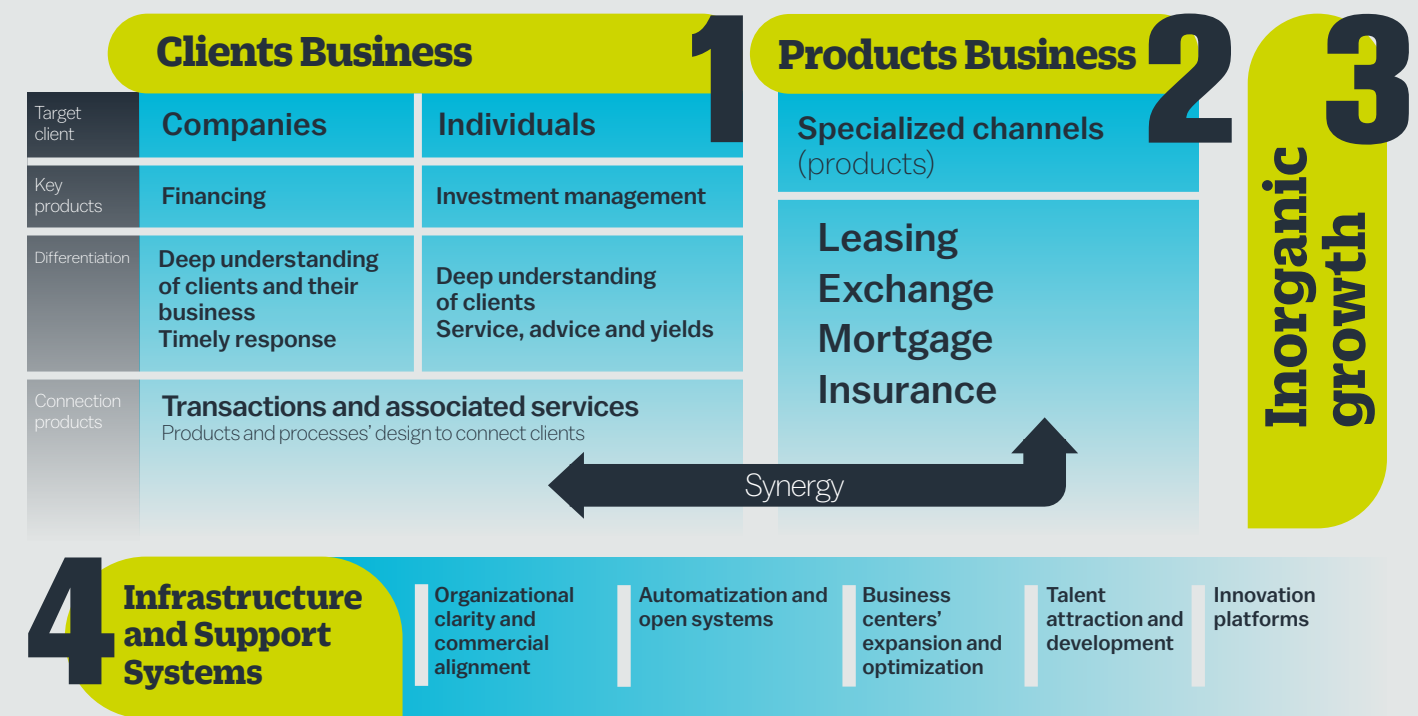 Clients Business
1
Target
client
Companies
Individuals
Key
products
Financing
Investment management
Differentiation
Deep understanding
of clients and their
business
Timely response
Deep understanding
of clients
Service, advice and yields
Connection
products
Transactions and associated services
Products and processes’ design to connect clients
Products Business
2
Specialized channels
(products)
Leasing
Exchange
Mortgage
Insurance
Synergy
3
Inorganic
growth
4
Infrastructure
and Support
Systems
Organizational
clarity and
commercial
alignment
Automatization and
open systems
Business
centers’
expansion and
optimization
Talent
attraction and
development
Innovation
platforms